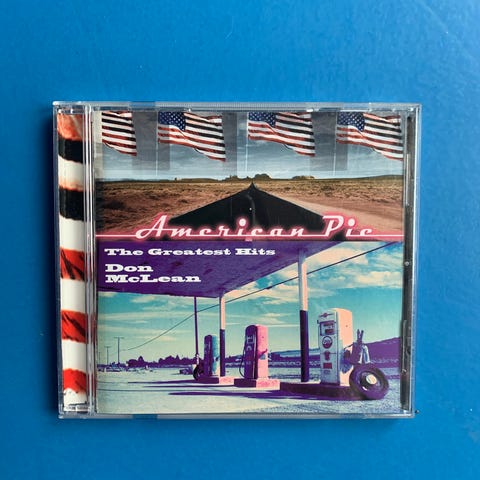 American Pie
The Greatest Hits
Don
McLean